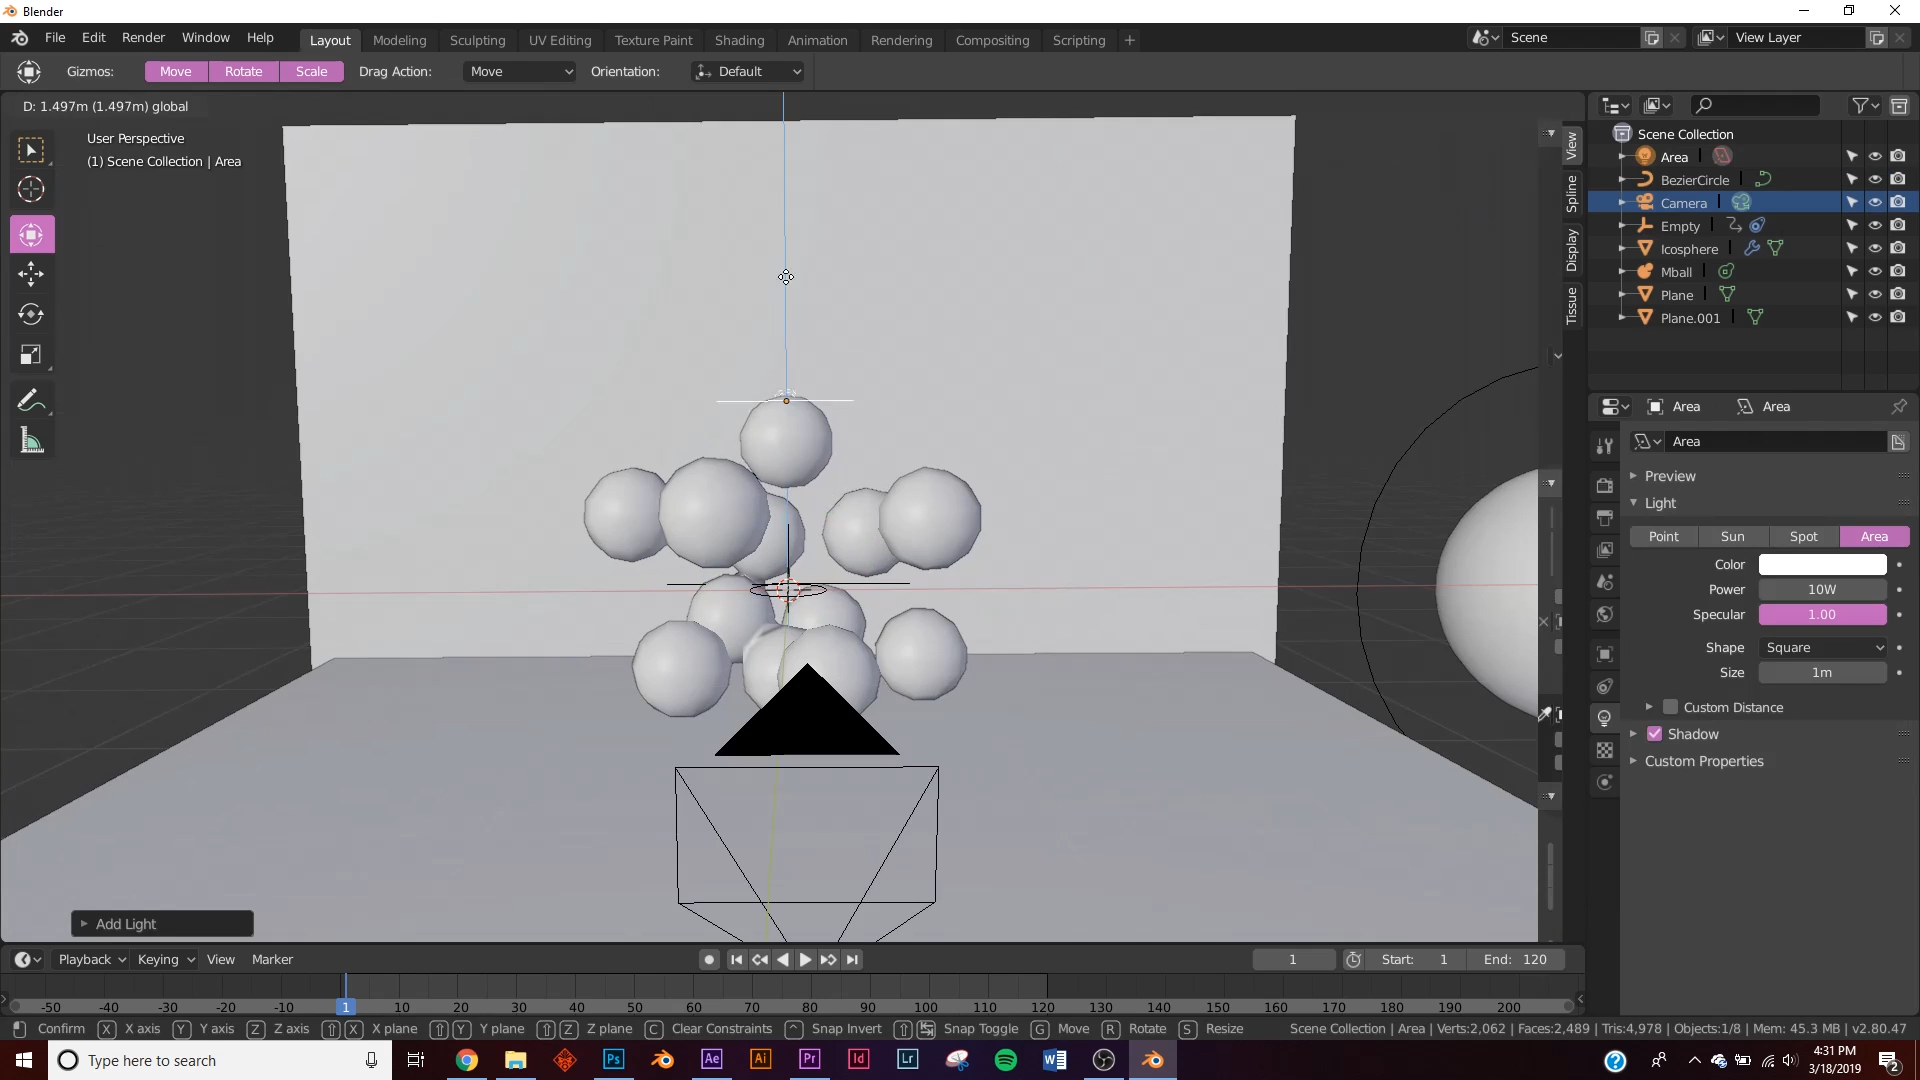 Blender
File Edit Render Window Help Layout Modeling Sculpting UV Editing Texture Paint Shading Animation Rendering Compositing Scripting + Scene View Layer
Gizmos: Move Rotate Scale Drag Action: Move Orientation: Default
D: 1.497m (1.497m) global
User Perspective
(1) Scene Collection | Area
View
Spline
Display
Tissue
Scene Collection
Area
BezierCircle
Camera
Empty
Icosphere
Mball
Plane
Plane.001
Area Area
Area
Preview
Light
Point Sun Spot Area
Color
Power 10W
Specular 1.00
Shape Square
Size 1m
Custom Distance
Shadow
Custom Properties
Add Light
Playback Keying View Marker 1 Start: 1 End: 120
-50 -40 -30 -20 -10 1 10 20 30 40 50 60 70 80 90 100 110 120 130 140 150 160 170 180 190 200
Confirm X X axis Y Y axis Z Z axis X X plane Y Y plane Z Z plane C Clear Constraints Snap Invert Snap Toggle G Move R Rotate S Resize Scene Collection | Area | Verts:2,062 | Faces:2,489 | Tris:4,978 | Objects:1/8 | Mem: 45.3 MB | v2.80.47
Type here to search Ps Ae Ai Pr Id Lr 4:31 PM
3/18/2019
2